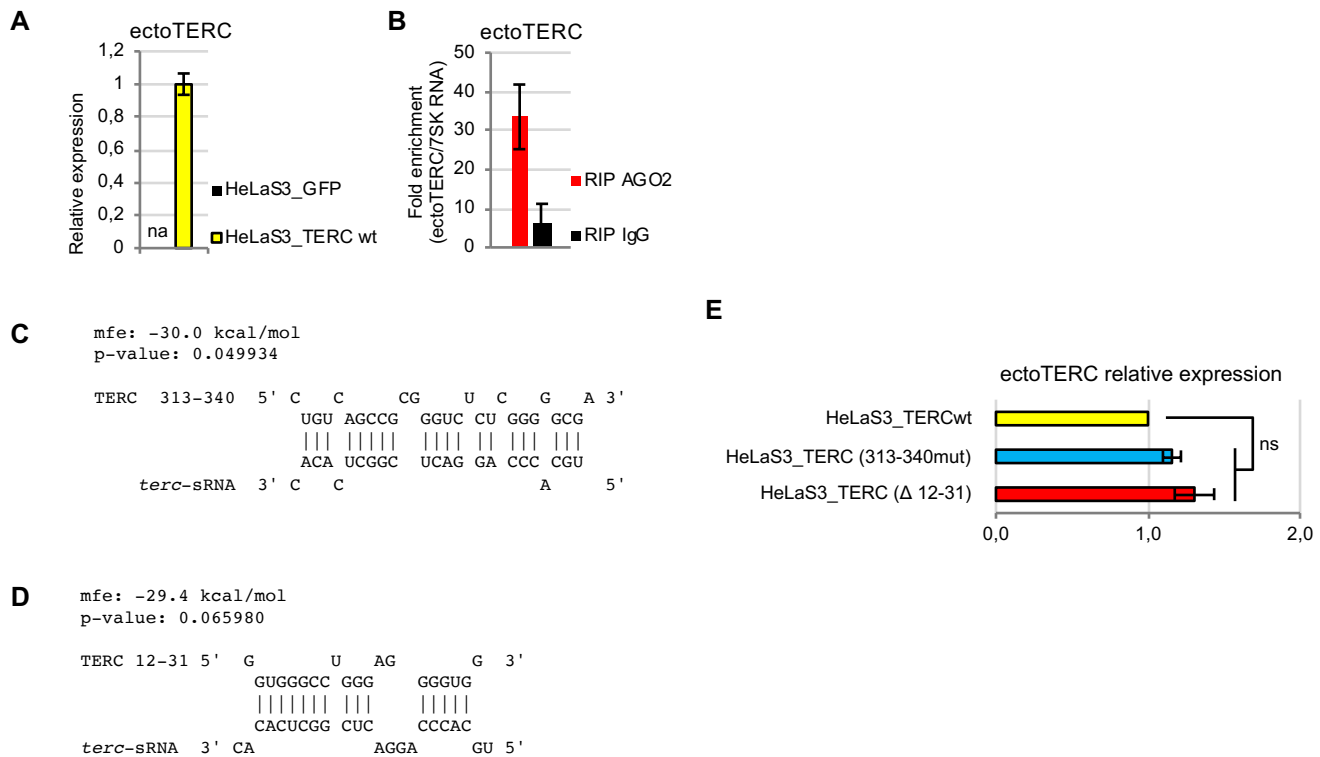 A
ectoTERC
Relative expression
1,2
1
0,8
0,6
0,4
0,2
0
na
HeLaS3_GFP
HeLaS3_TERC wt
B
ectoTERC
Fold enrichment
(ectoTERC/7SK RNA)
50
40
30
20
10
0
RIP AGO2
RIP IgG
C
mfe: -30.0 kcal/mol
p-value: 0.049934
TERC 313-340 5' C C CG U C G A 3'
UGU AGCCG GGUC CU GGG GCG
||| ||||| |||| || ||| |||
ACA UCGGC UCAG GA CCC CGU
terc-sRNA 3' C C A 5'
D
mfe: -29.4 kcal/mol
p-value: 0.065980
TERC 12-31 5' G U AG G 3'
GUGGGCC GGG GGGUG
||||||| ||| |||||
CACUCGG CUC CCCAC
terc-sRNA 3' CA AGGA GU 5'
E
ectoTERC relative expression
HeLaS3_TERCwt
HeLaS3_TERC (313-340mut)
HeLaS3_TERC (Δ 12-31)
ns
0,0 1,0 2,0